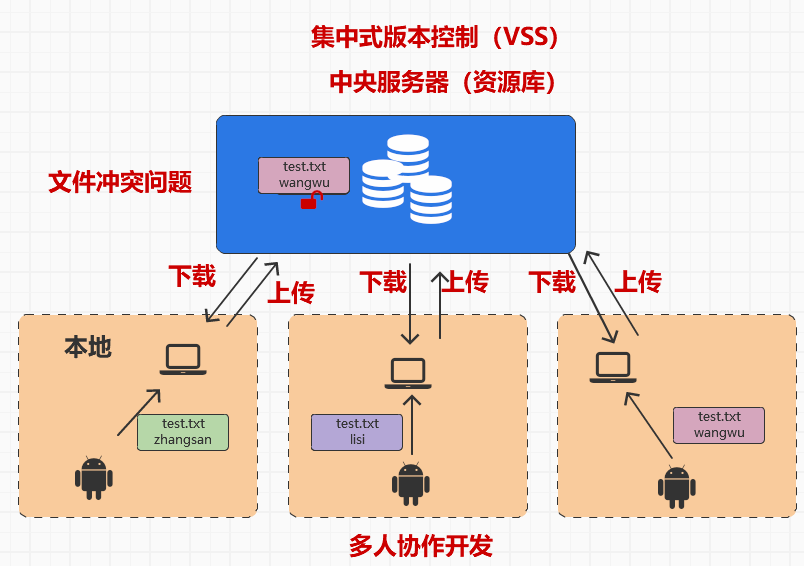 集中式版本控制（VSS）
中央服务器（资源库）
test.txt
wangwu
文件冲突问题
下载
上传
下载
上传
下载
上传
本地
test.txt
zhangsan
test.txt
lisi
test.txt
wangwu
多人协作开发